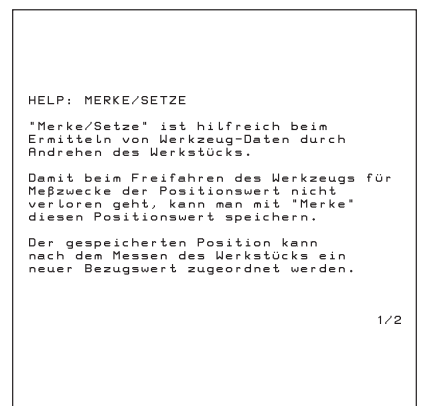 HELP: MERKE/SETZE
"Merke/Setze" ist hilfreich beim
Ermitteln von Werkzeug-Daten durch
Andrehen des Werkstücks.
Damit beim Freifahren des Werkzeugs für
Meßzwecke der Positionswert nicht
verloren geht, kann man mit "Merke"
diesen Positionswert speichern.
Der gespeicherten Position kann
nach dem Messen des Werkstücks ein
neuer Bezugswert zugeordnet werden.
1/2